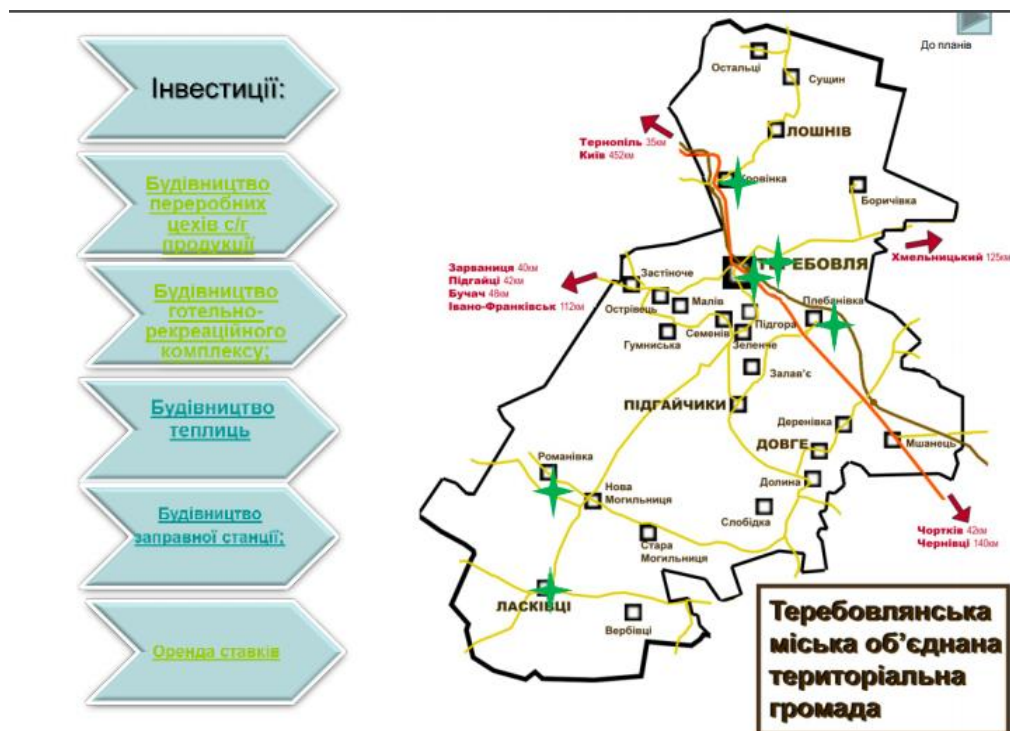 До планів
Інвестиції:
Будівництво
переробних
цехів с/г
продукції
Будівництво
готельно-
рекреаційного
комплексу;
Будівництво
теплиць
Будівництво
заправної станції;
Оренда ставків
Остальці
Сущин
ЛОШНІВ
Тернопіль 35км
Київ 452км
Кровінка
Боричівка
Хмельницький 125км
ТЕРЕБОВЛЯ
Зарваниця 40км
Підгайці 42км
Бучач 48км
Івано-Франківськ 112км
Застіноче
Острівець
Малів
Плебанівка
Підгора
Семенів
Гумниська
Зеленче
Залав'є
ПІДГАЙЧИКИ
Деренівка
ДОВГЕ
Мшанець
Романівка
Нова
Могильниця
Долина
Слобідка
Стара
Могильниця
Чортків 42км
Чернівці 140км
ЛАСКІВЦІ
Вербівці
Теребовлянська
міська об’єднана
територіальна
громада